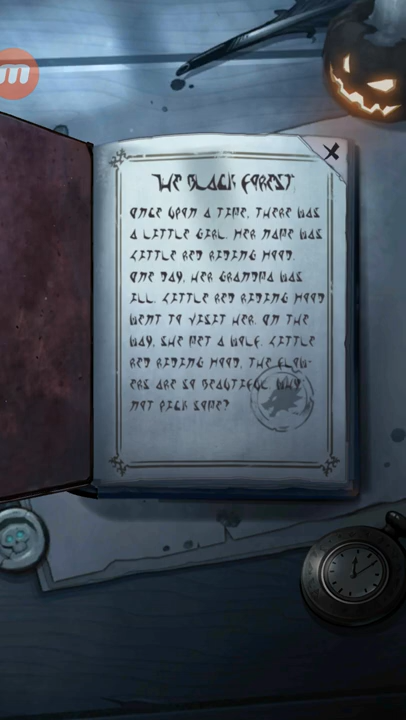 THE BLACK FOREST
ONCE UPON A TIME, THERE WAS
A LITTLE GIRL. HER NAME WAS
LITTLE RED RIDING HOOD.
ONE DAY, HER GRANDMA WAS
ILL. LITTLE RED RIDING HOOD
WENT TO VISIT HER. ON THE
WAY, SHE MET A WOLF. LITTLE
RED RIDING HOOD, THE FLOW-
ERS ARE SO BEAUTIFUL. WHY
NOT PICK SOME?